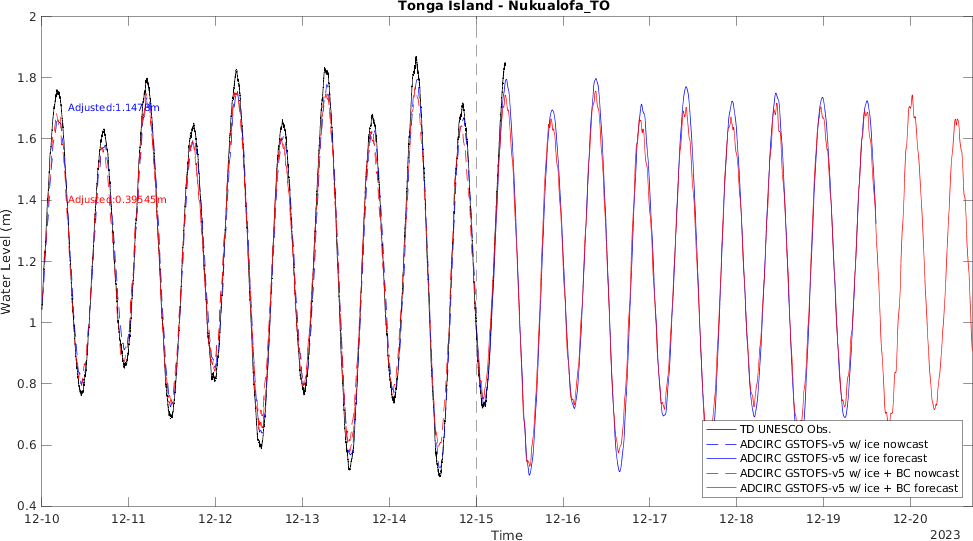 Tonga Island - Nukualofa_TO
2
1.8
1.6
1.4
1.2
1
0.8
0.6
0.4
Water Level (m)
Adjusted:0.39545m
TD UNESCO Obs.
ADCIRC GSTOFS-v5 w/ ice nowcast
ADCIRC GSTOFS-v5 w/ ice forecast
ADCIRC GSTOFS-v5 w/ ice + BC nowcast
ADCIRC GSTOFS-v5 w/ ice + BC forecast
12-10 12-11 12-12 12-13 12-14 12-15 12-16 12-17 12-18 12-19 12-20
Time
2023